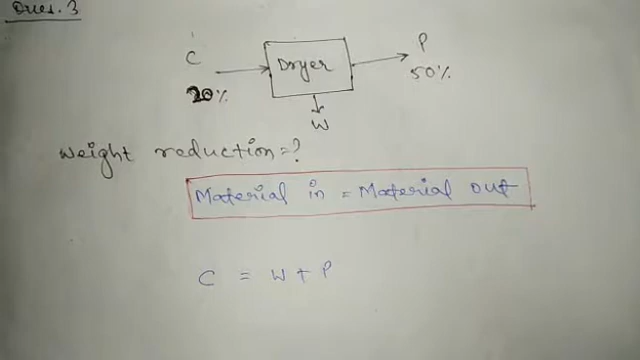 Ques. 3
C
20%
Dryer
P
50%
W
Weight reduction=?
Material in = Material out
C = W + P